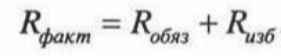 R_факт = R_обяз + R_изб